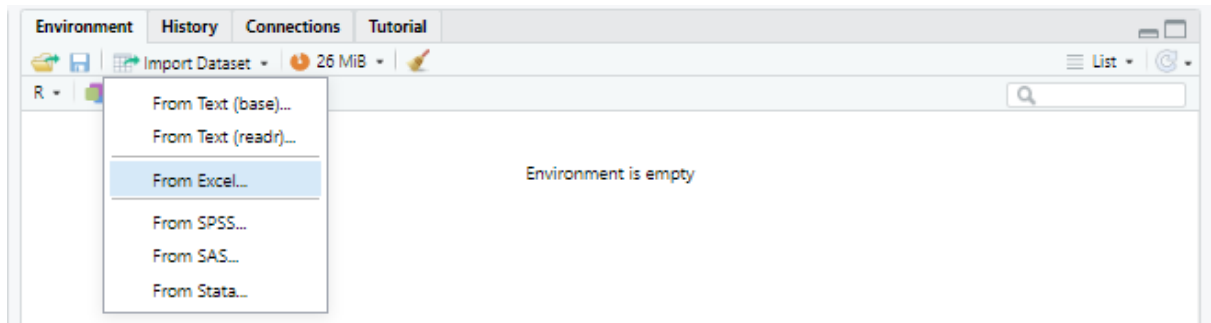 Environment History Connections Tutorial
Import Dataset 26 MiB List
R
From Text (base)...
From Text (readr)...
From Excel...
Environment is empty
From SPSS...
From SAS...
From Stata...